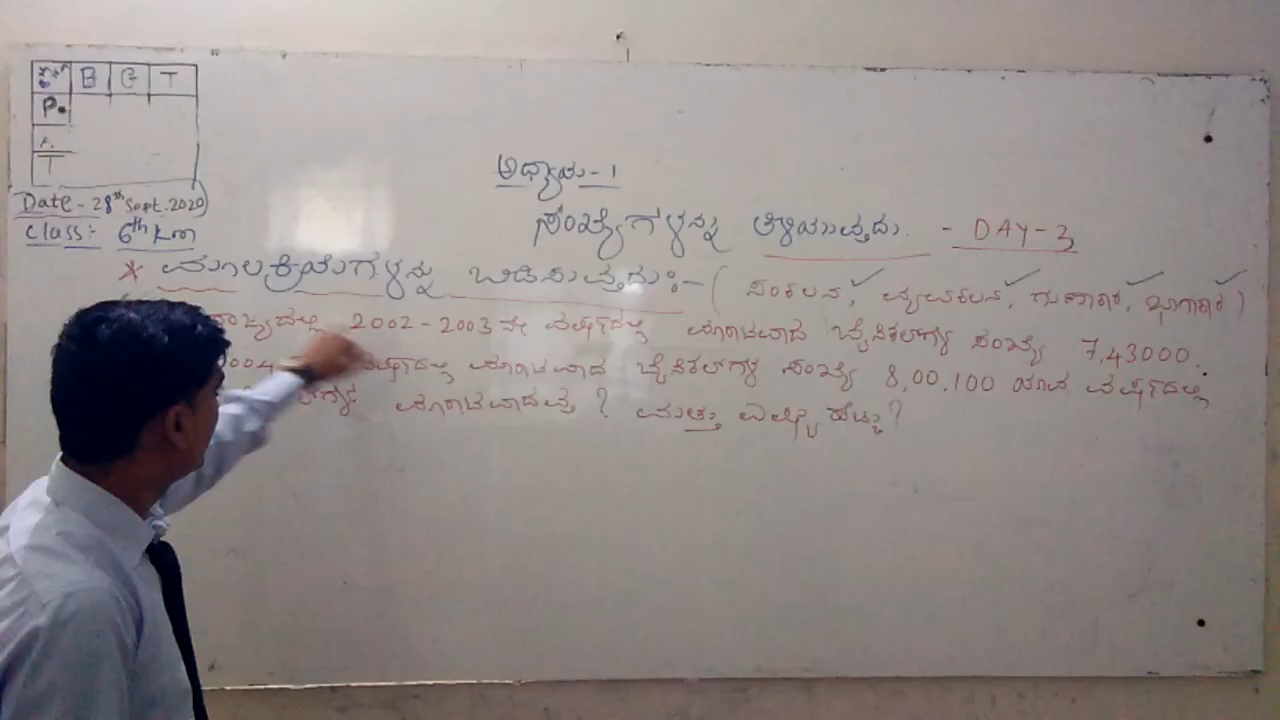 B G T
P.
A.
T
Date - 28th Sept. 2020
Class:- 6th K.m
ಅಧ್ಯಾಯ - 1
ಸಂಖ್ಯೆಗಳನ್ನು ತಿಳಿಯುವುದು. - DAY-3
* ಮೂಲಕ್ರಿಯೆಗಳನ್ನು ಬಿಡಿಸುವುದು :- ( ಸಂಕಲನ, ವ್ಯವಕಲನ, ಗುಣಾಕಾರ, ಭಾಗಾಕಾರ )
ರಾಜ್ಯದಲ್ಲಿ 2002-2003 ನೇ ವರ್ಷದಲ್ಲಿ ಮಾರಾಟವಾದ ಬೈಸಿಕಲ್‌ಗಳ ಸಂಖ್ಯೆ 7,43000.
2004 ವರ್ಷದಲ್ಲಿ ಮಾರಾಟವಾದ ಬೈಸಿಕಲ್‌ಗಳ ಸಂಖ್ಯೆ 8,00,100 ಯಾವ ವರ್ಷದಲ್ಲಿ
ಮಾರಾಟವಾದವು ? ಮತ್ತು ಎಷ್ಟು ಹೆಚ್ಚು ?